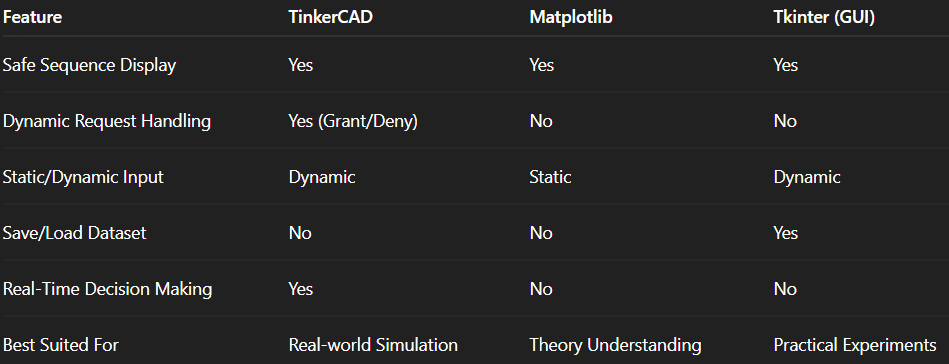 Feature TinkerCAD Matplotlib Tkinter (GUI)
Safe Sequence Display Yes Yes Yes
Dynamic Request Handling Yes (Grant/Deny) No No
Static/Dynamic Input Dynamic Static Dynamic
Save/Load Dataset No No Yes
Real-Time Decision Making Yes No No
Best Suited For Real-world Simulation Theory Understanding Practical Experiments